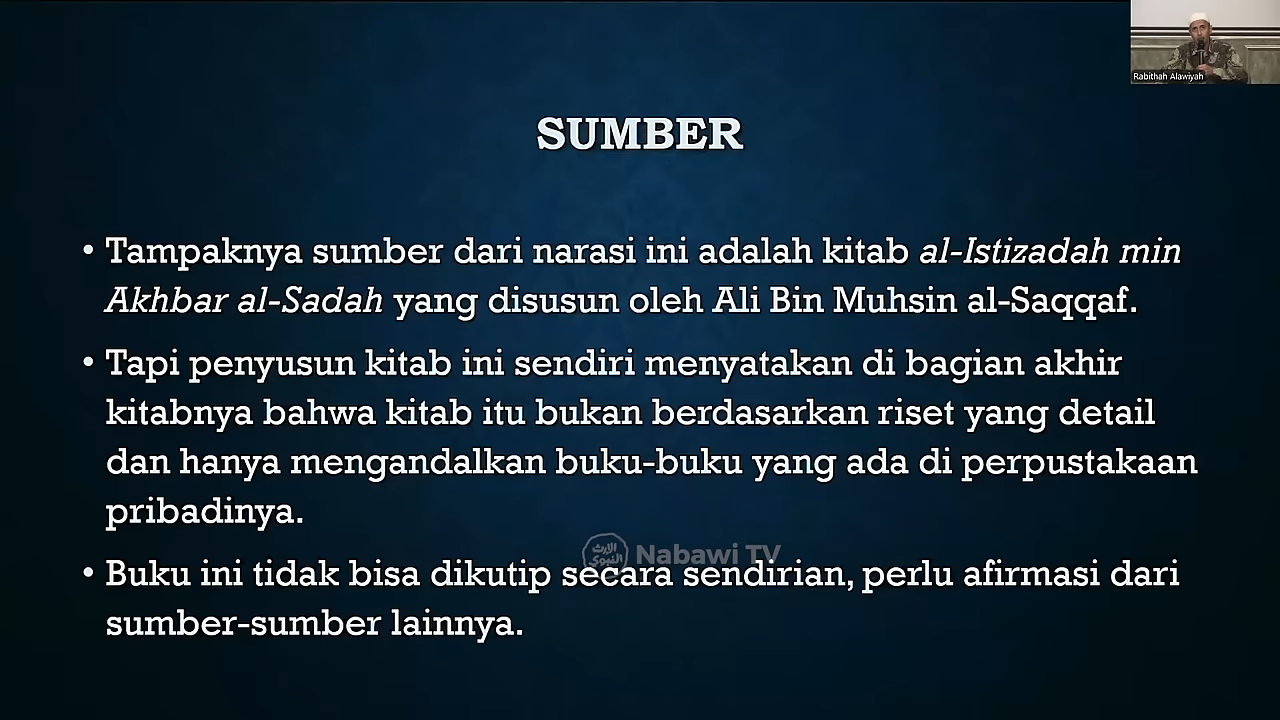 Rabithah Alawiyah
SUMBER
• Tampaknya sumber dari narasi ini adalah kitab al-Istizadah min
Akhbar al-Sadah yang disusun oleh Ali Bin Muhsin al-Saqqaf.
• Tapi penyusun kitab ini sendiri menyatakan di bagian akhir
kitabnya bahwa kitab itu bukan berdasarkan riset yang detail
dan hanya mengandalkan buku-buku yang ada di perpustakaan
pribadinya.
الإرث النبوي Nabawi TV
• Buku ini tidak bisa dikutip secara sendirian, perlu afirmasi dari
sumber-sumber lainnya.